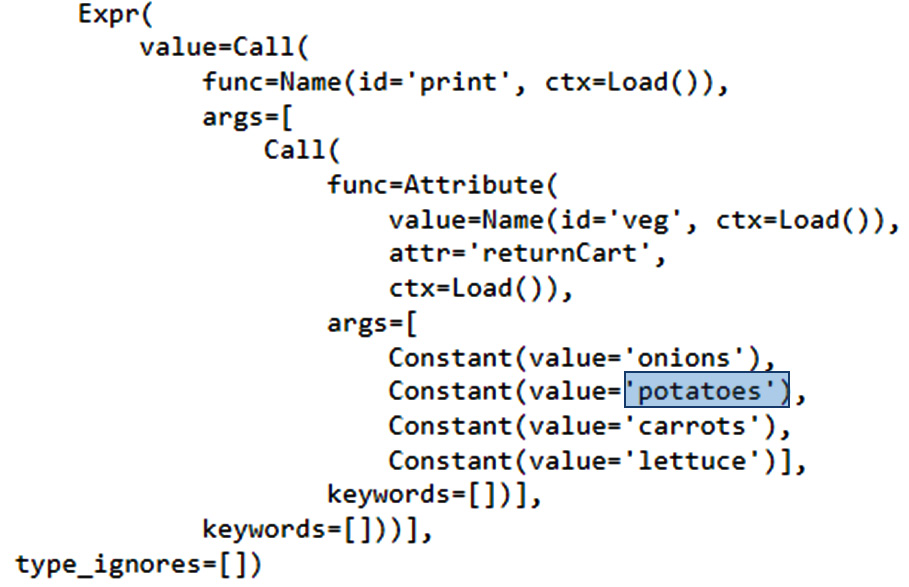 Expr(
value=Call(
func=Name(id='print', ctx=Load()),
args=[
Call(
func=Attribute(
value=Name(id='veg', ctx=Load()),
attr='returnCart',
ctx=Load()),
args=[
Constant(value='onions'),
Constant(value='potatoes'),
Constant(value='carrots'),
Constant(value='lettuce')],
keywords=[])],
keywords=[]))],
type_ignores=[])